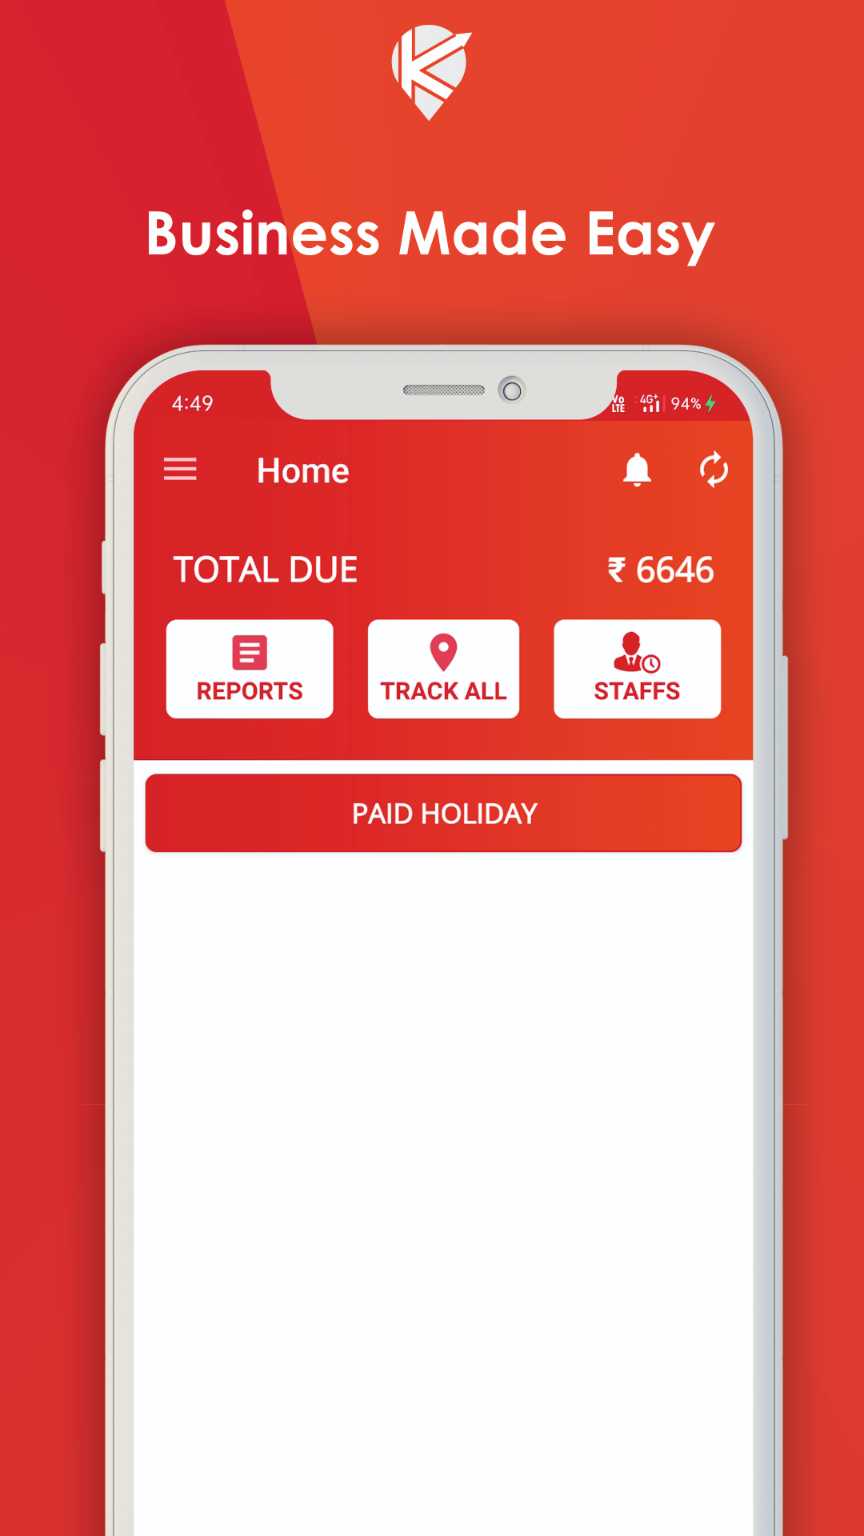 Business Made Easy
4:49
Vo LTE 4G+ 94%
Home
TOTAL DUE ₹ 6646
REPORTS TRACK ALL STAFFS
PAID HOLIDAY